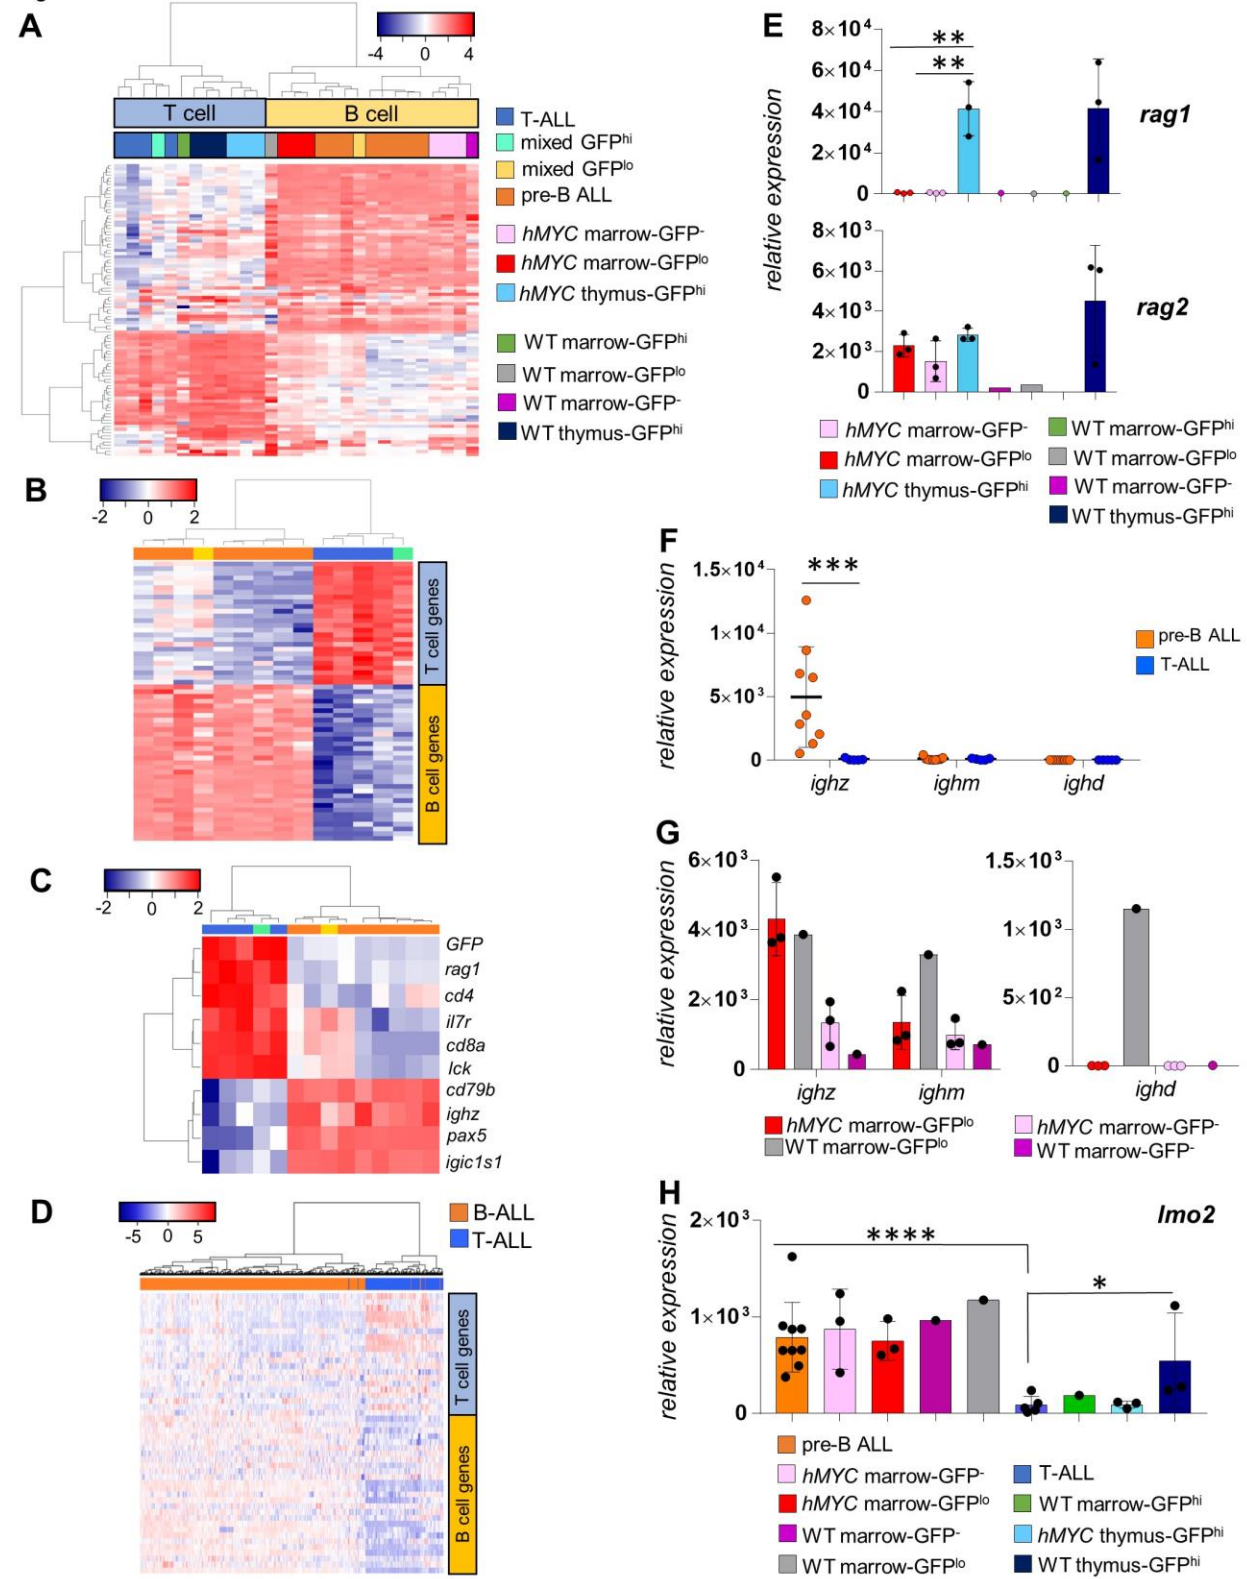 A
-4 0 4
T cell B cell
T-ALL
mixed GFPhi
mixed GFPlo
pre-B ALL
hMYC marrow-GFP-
hMYC marrow-GFPlo
hMYC thymus-GFPhi
WT marrow-GFPhi
WT marrow-GFPlo
WT marrow-GFP-
WT thymus-GFPhi
B
-2 0 2
T cell genes
B cell genes
C
-2 0 2
GFP
rag1
cd4
il7r
cd8a
lck
cd79b
ighz
pax5
igic1s1
D
-5 0 5
B-ALL
T-ALL
T cell genes
B cell genes
E
relative expression
8×10⁴
6×10⁴
4×10⁴
2×10⁴
0
**
**
rag1
8×10³
6×10³
4×10³
2×10³
0
rag2
hMYC marrow-GFP- WT marrow-GFPhi
hMYC marrow-GFPlo WT marrow-GFPlo
hMYC thymus-GFPhi WT marrow-GFP-
WT thymus-GFPhi
F
relative expression
1.5×10⁴
1×10⁴
5×10³
0
***
pre-B ALL
T-ALL
ighz ighm ighd
G
relative expression
6×10³
4×10³
2×10³
0
ighz ighm
1.5×10³
1×10³
5×10²
0
ighd
hMYC marrow-GFPlo hMYC marrow-GFP-
WT marrow-GFPlo WT marrow-GFP-
H
relative expression
2×10³
1×10³
0
****
*
lmo2
pre-B ALL
hMYC marrow-GFP- T-ALL
hMYC marrow-GFPlo WT marrow-GFPhi
WT marrow-GFP- hMYC thymus-GFPhi
WT marrow-GFPlo WT thymus-GFPhi